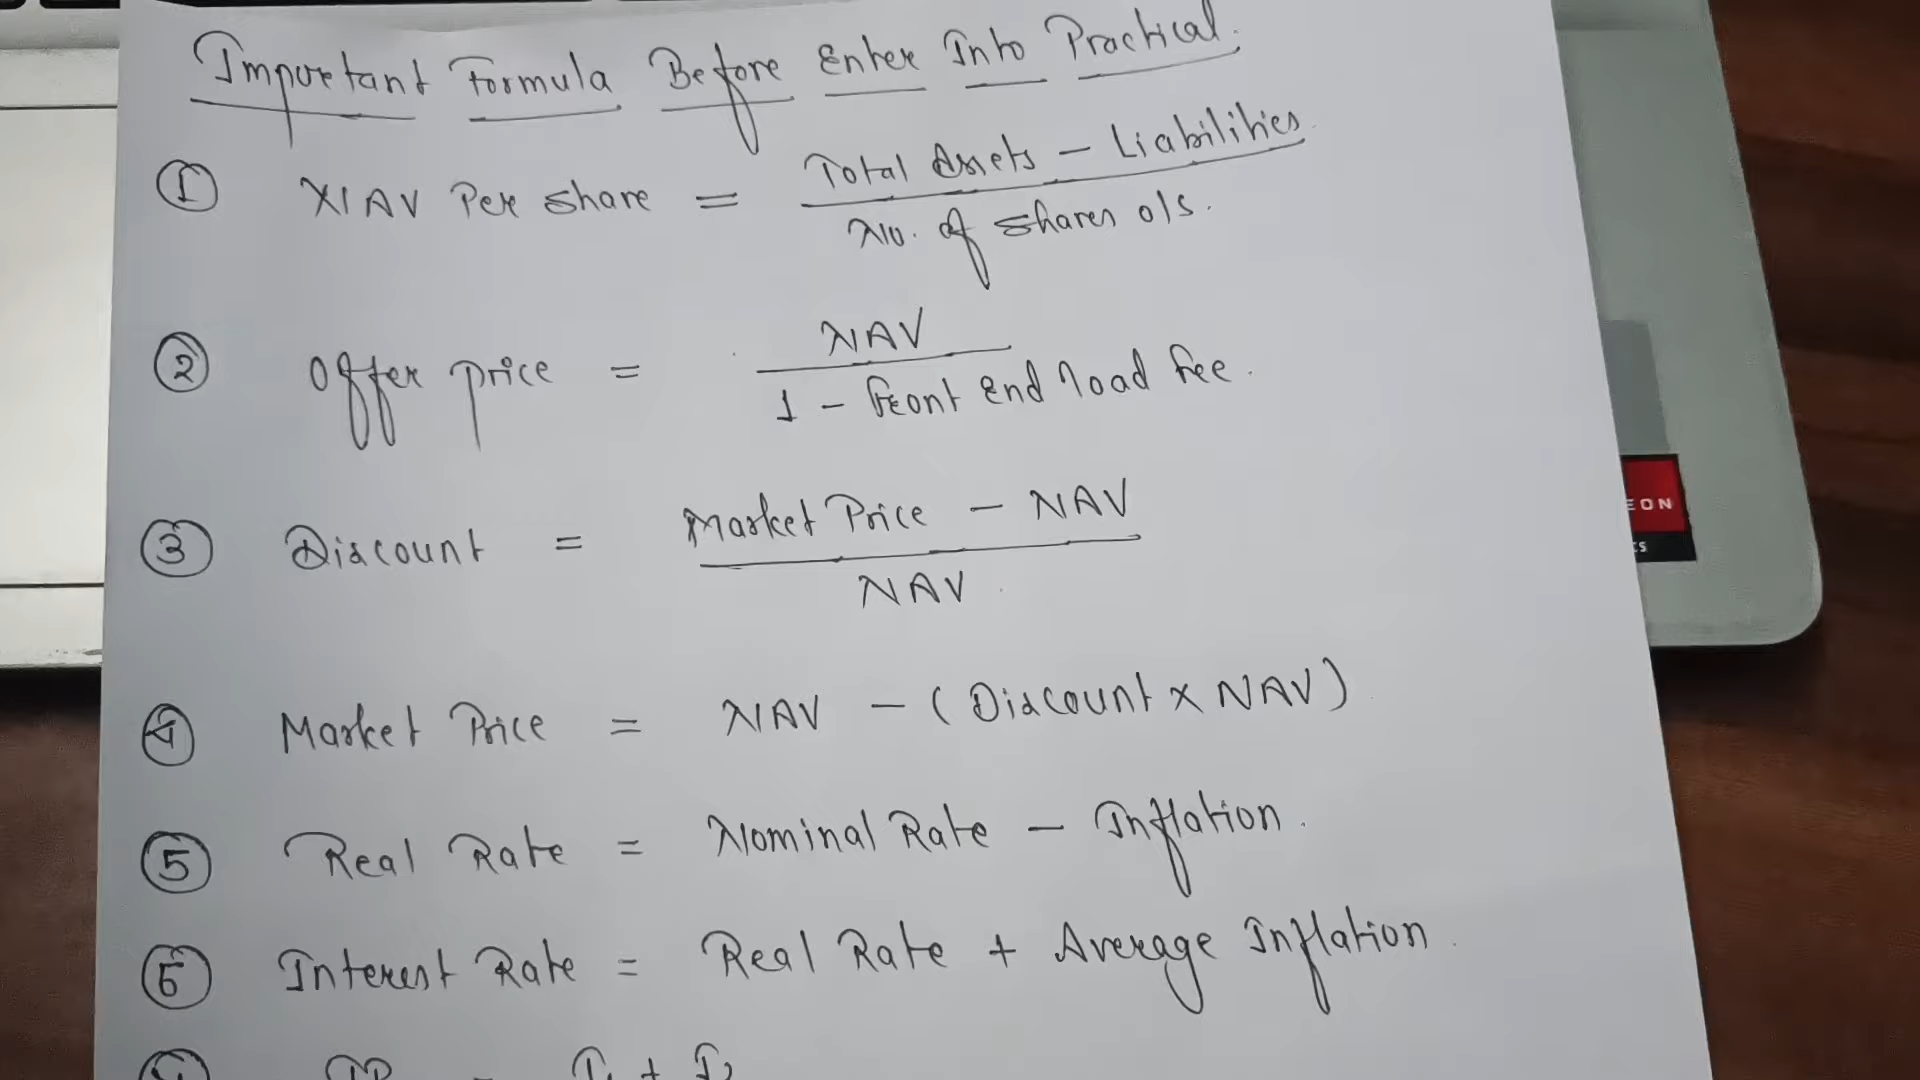 Important Formula Before Enter Into Practical.
① NAV Per share = Total Assets - Liabilities
No. of shares o/s.
② Offer price = NAV
1 - Front End load fee.
③ Discount = Market Price - NAV
NAV
④ Market Price = NAV - (Discount x NAV)
⑤ Real Rate = Nominal Rate - Inflation.
⑥ Interest Rate = Real Rate + Average Inflation.
EON
CS